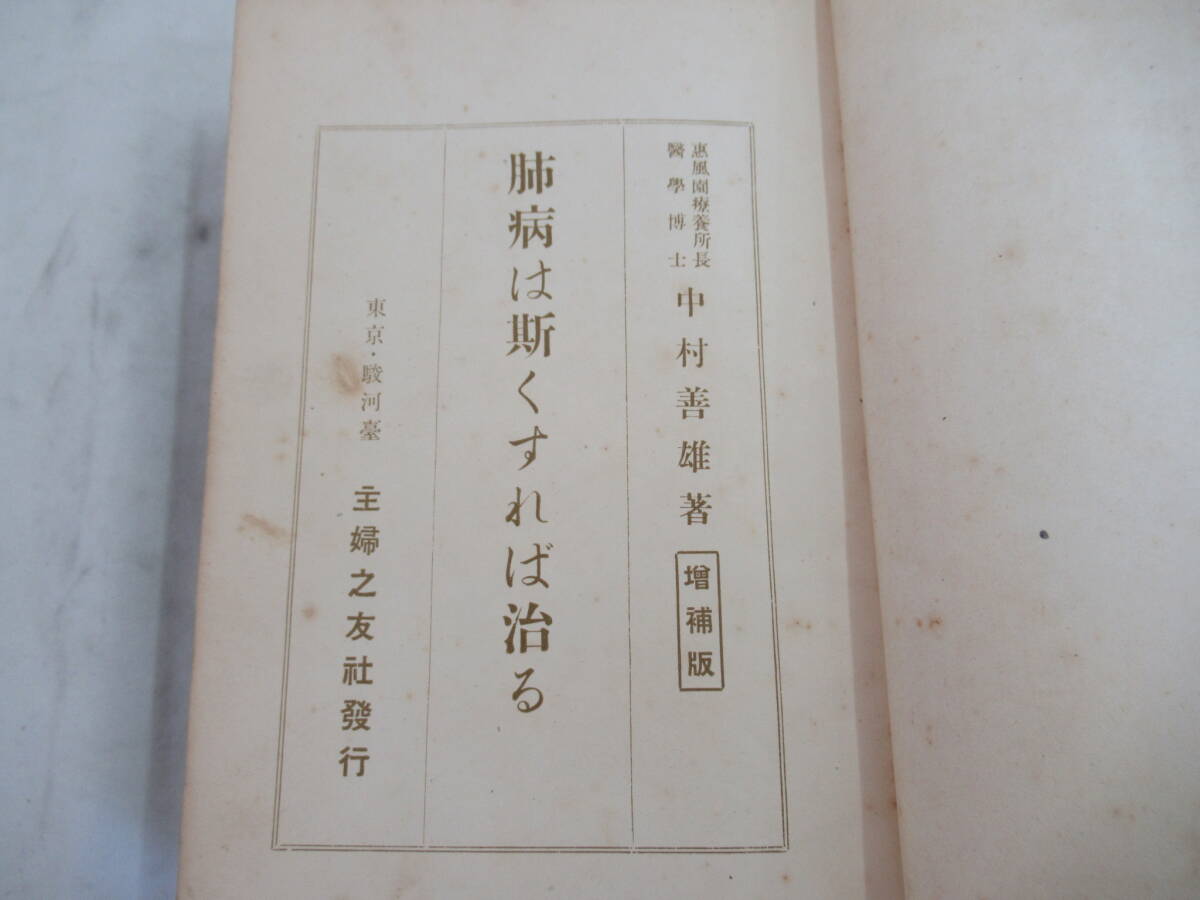 惠風園療養所長
醫學博士
中村善雄著
增補版
肺病は斯くすれば治る
東京・駿河臺
主婦之友社發行